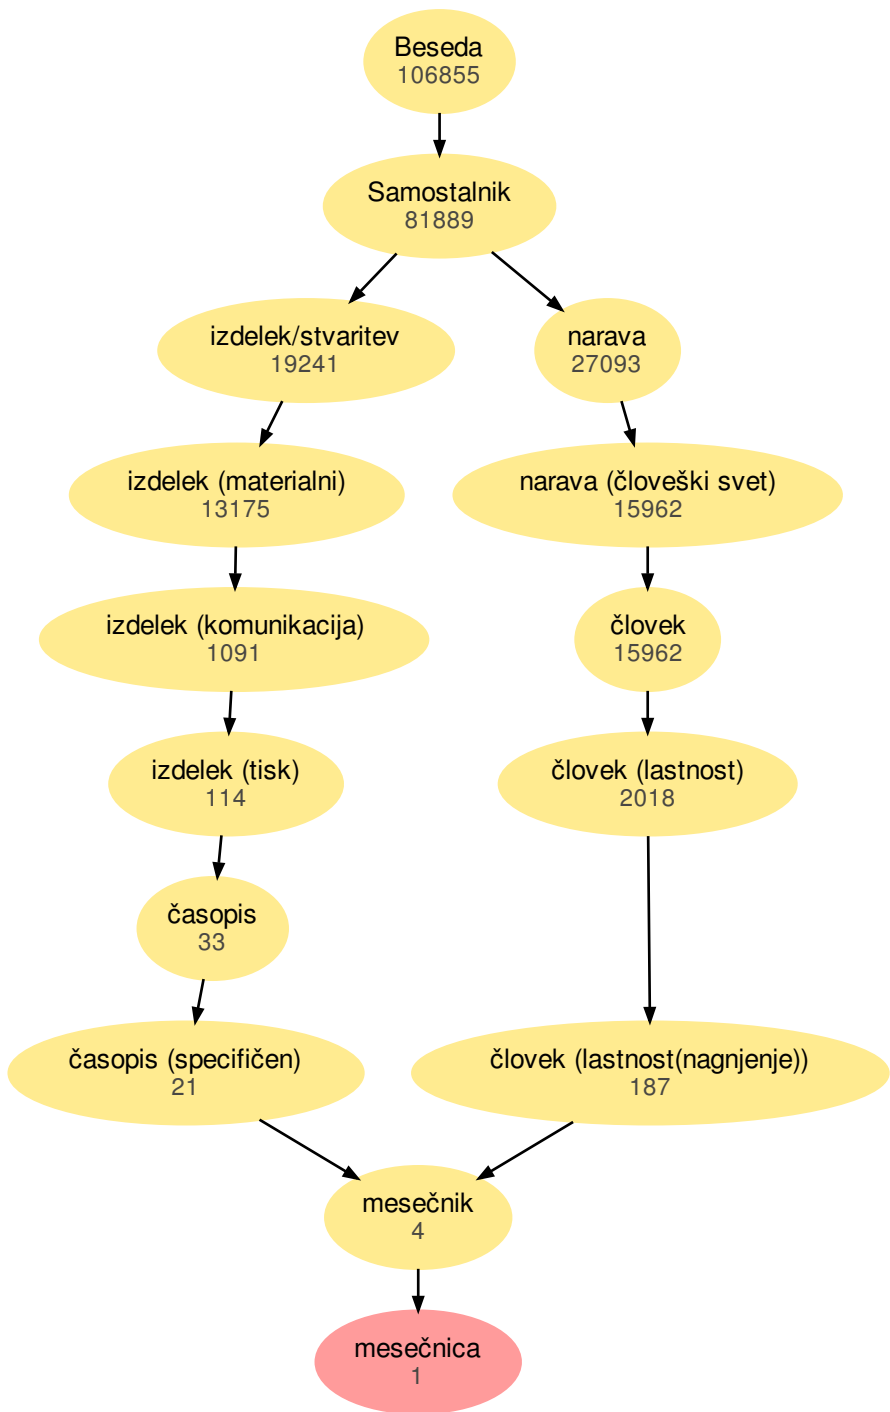 Beseda
106855
Samostalnik
81889
izdelek/stvaritev
19241
narava
27093
izdelek (materialni)
13175
narava (človeški svet)
15962
izdelek (komunikacija)
1091
človek
15962
izdelek (tisk)
114
človek (lastnost)
2018
časopis
33
časopis (specifičen)
21
človek (lastnost(nagnjenje))
187
mesečnik
4
mesečnica
1